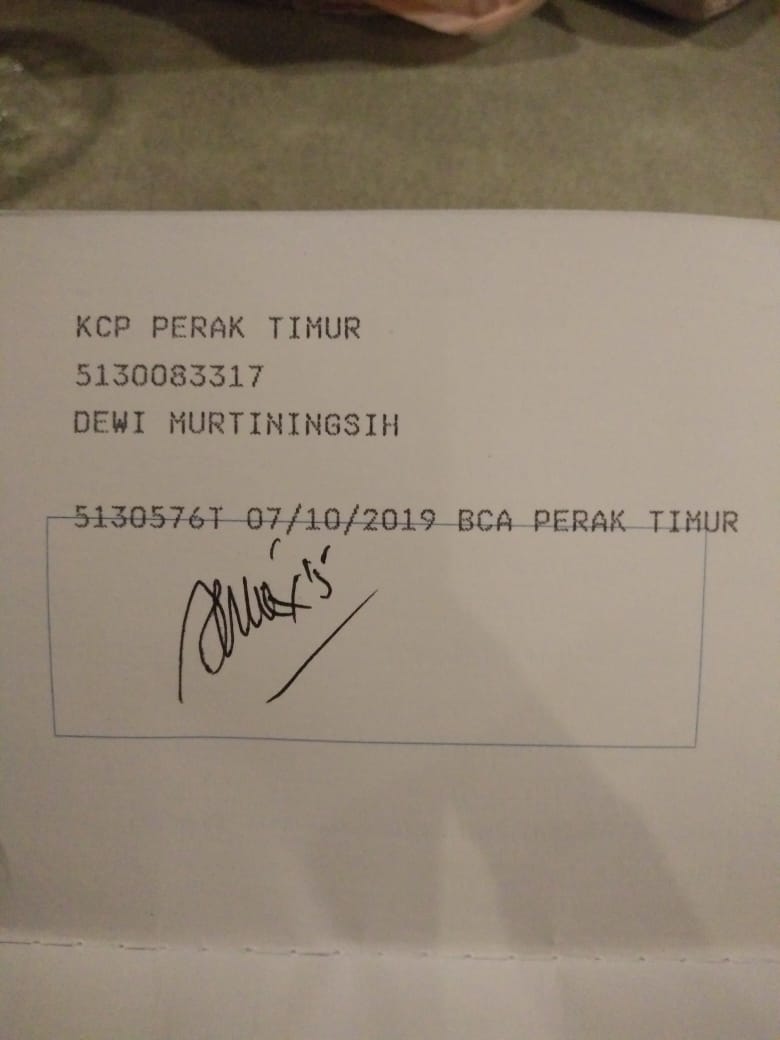 KCP PERAK TIMUR
5130083317
DEWI MURTININGSIH
5130576T 07/10/2019 BCA PERAK TIMUR